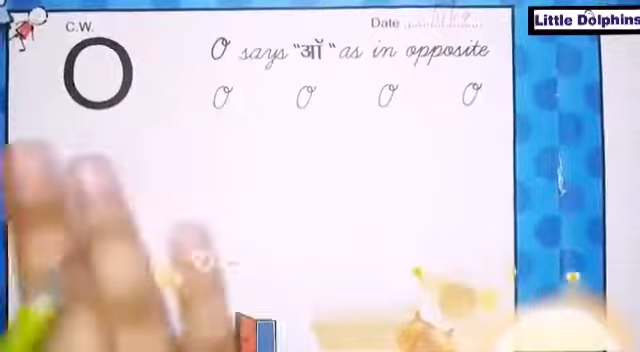 Little Dolphins
C.W.
Date
O
O says "ऑ" as in opposite
O O O O